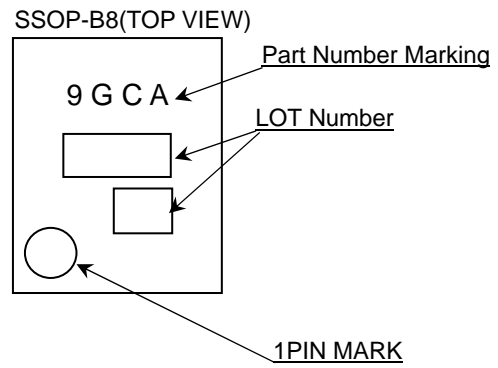 SSOP-B8(TOP VIEW)
Part Number Marking
9 G C A
LOT Number
1PIN MARK